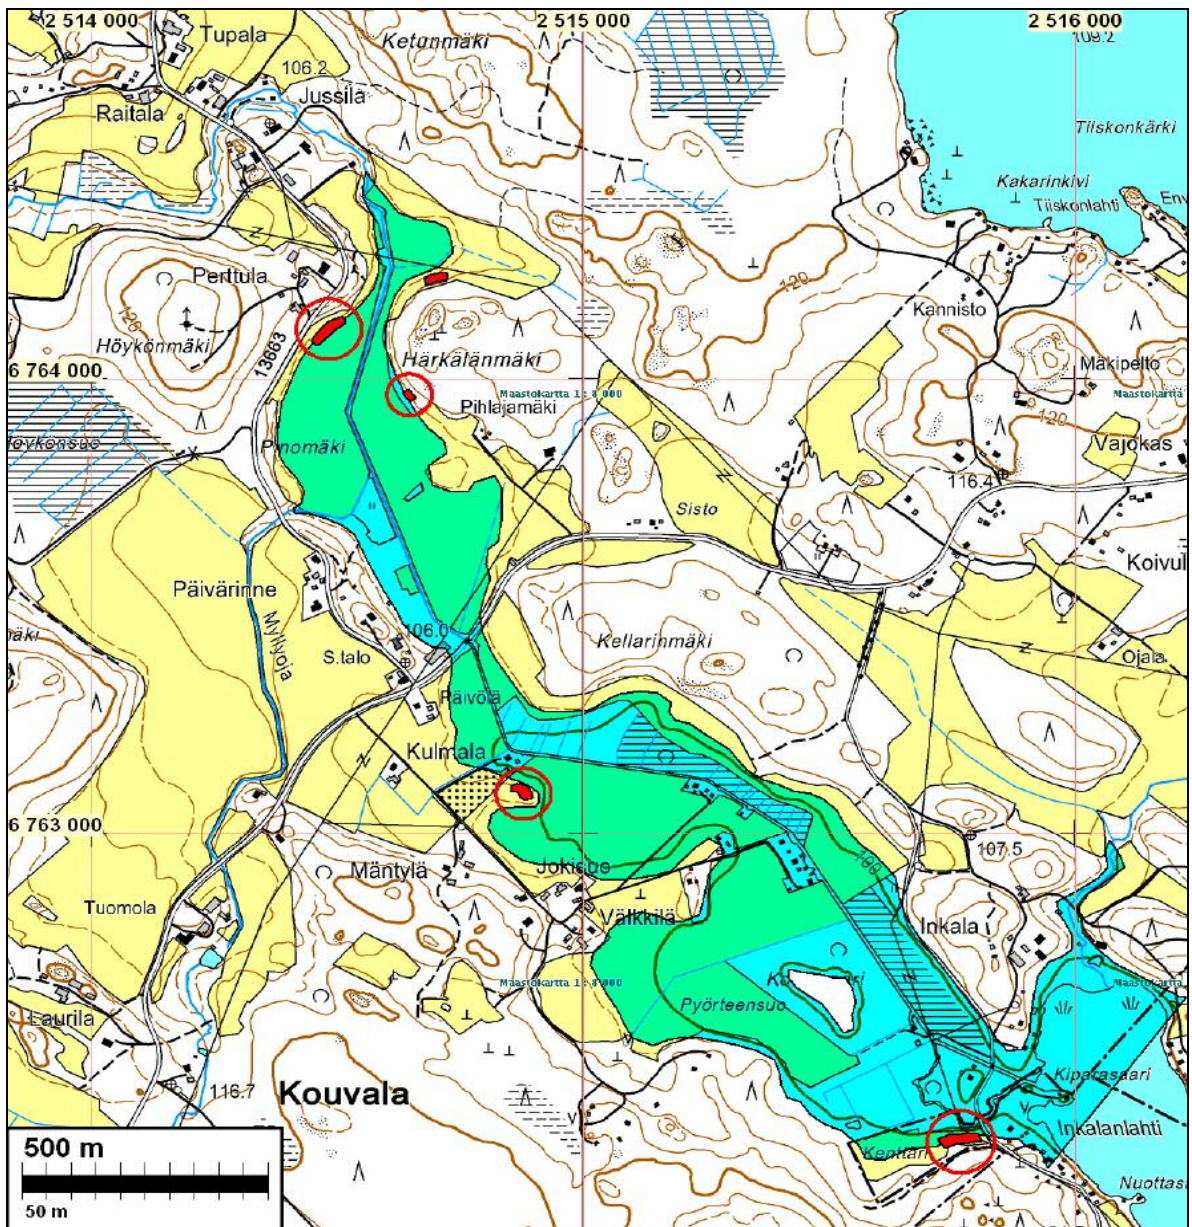 2 514 000
2 515 000
2 516 000
109.2
Tupala
Ketunmäki
106.2
Jussila
Raitala
Tiiskonkärki
Kakarinkivi
Tiiskonlahti
Env
Perttula
120
120
Kannisto
Höykönmäki
13663
Härkälänmäki
Mäkipelto
6 764 000
Maastokartta 1: 8 000
Maastokartta
Pihlajamäki
120
Pinomäki
Vajokas
116.4
Sisto
Koivul
Päivärinne
Myllyoja
106.0
Kellarinmäki
S.talo
Ojala
Päivölä
Kulmala
6 763 000
107.5
100
Mäntylä
Jokisuo
Tuomola
Välkkilä
Inkala
Maastokartta 1: 8 000
Maastokartta
Pyörteensuo
Laurila
Kiparasaari
116.7
Kouvala
Inkalanlahti
500 m
Nuottas
50 m